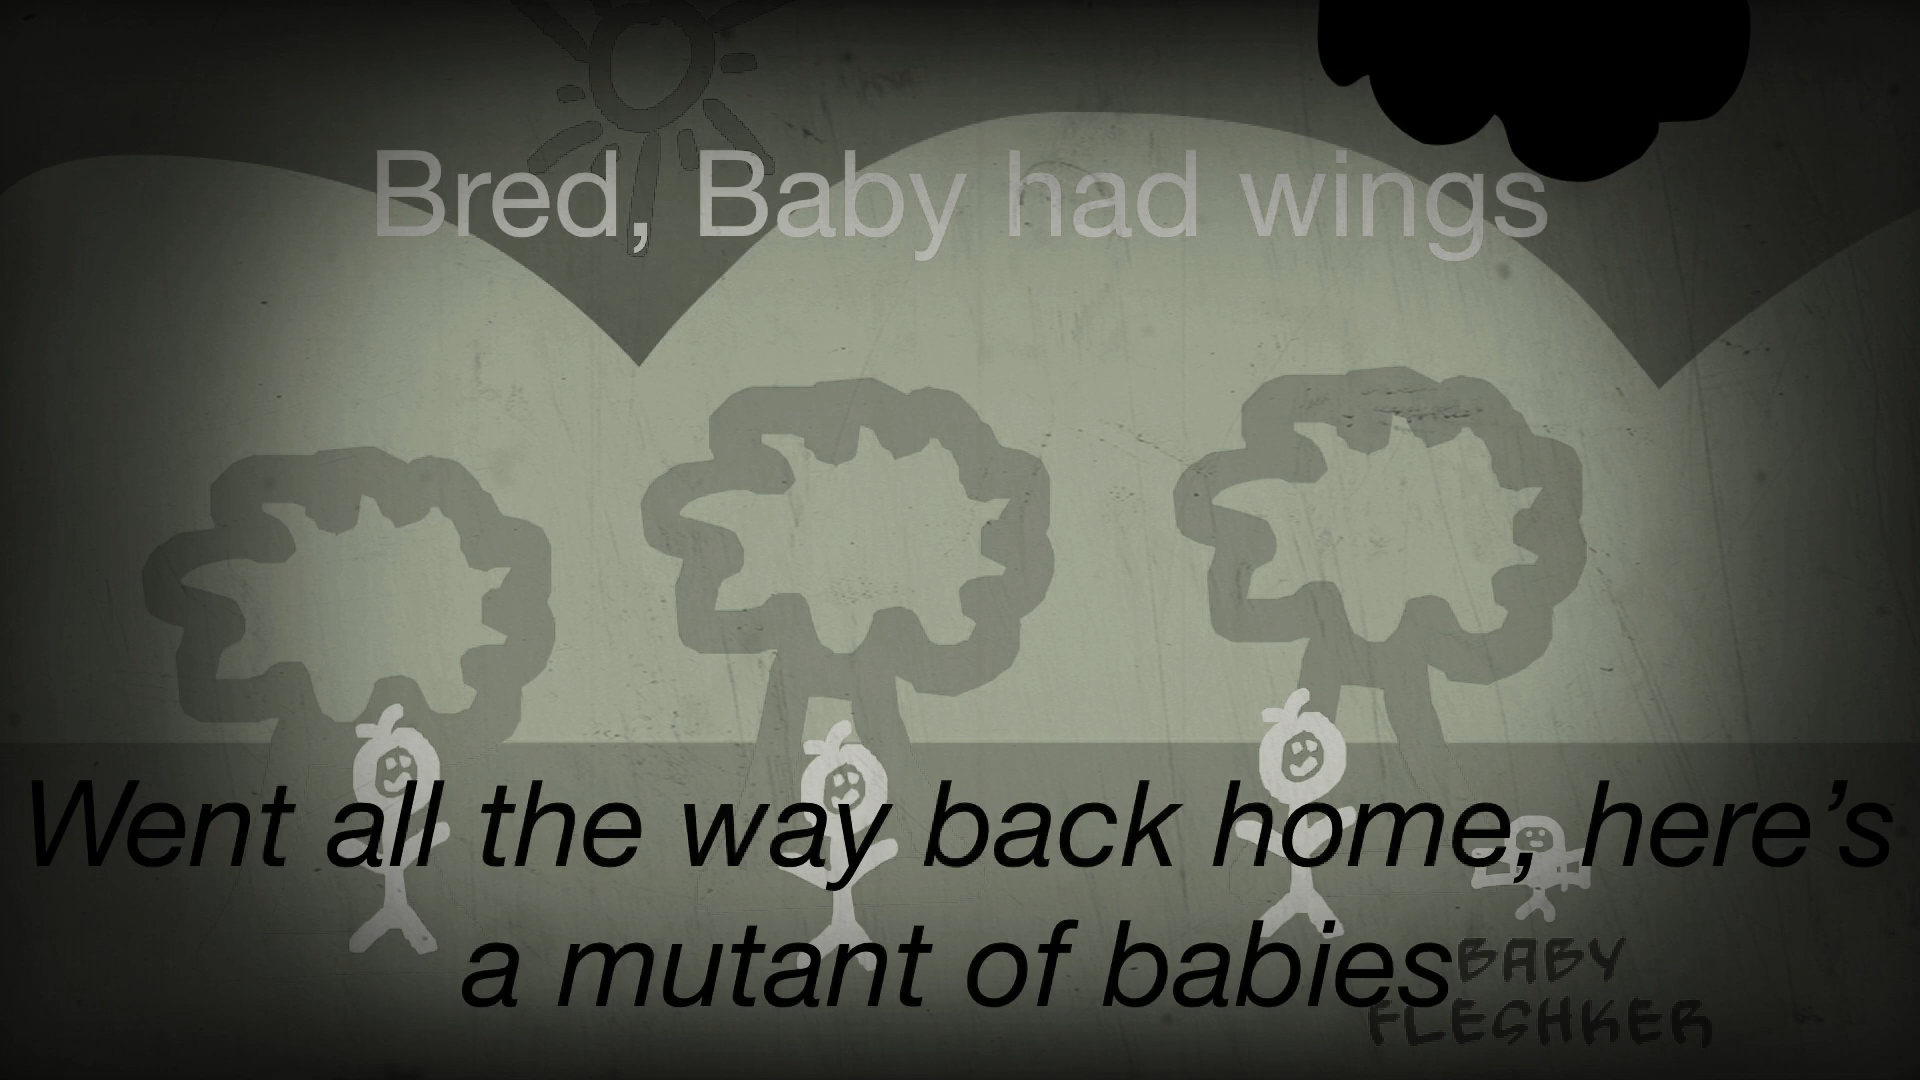 Bred, Baby had wings
Went all the way back home, here’s
a mutant of babies
BABY
FLESHKER